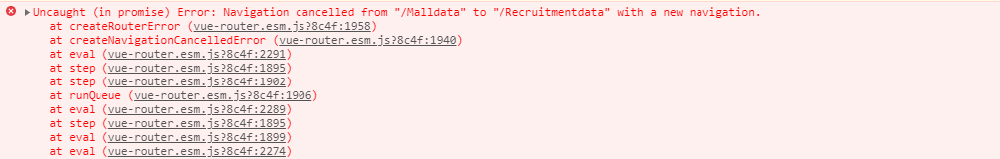 Uncaught (in promise) Error: Navigation cancelled from "/Malldata" to "/Recruitmentdata" with a new navigation.
at createRouterError (vue-router.esm.js?8c4f:1958)
at createNavigationCancelledError (vue-router.esm.js?8c4f:1940)
at eval (vue-router.esm.js?8c4f:2291)
at step (vue-router.esm.js?8c4f:1895)
at step (vue-router.esm.js?8c4f:1902)
at runQueue (vue-router.esm.js?8c4f:1906)
at eval (vue-router.esm.js?8c4f:2289)
at step (vue-router.esm.js?8c4f:1895)
at eval (vue-router.esm.js?8c4f:1899)
at eval (vue-router.esm.js?8c4f:2274)